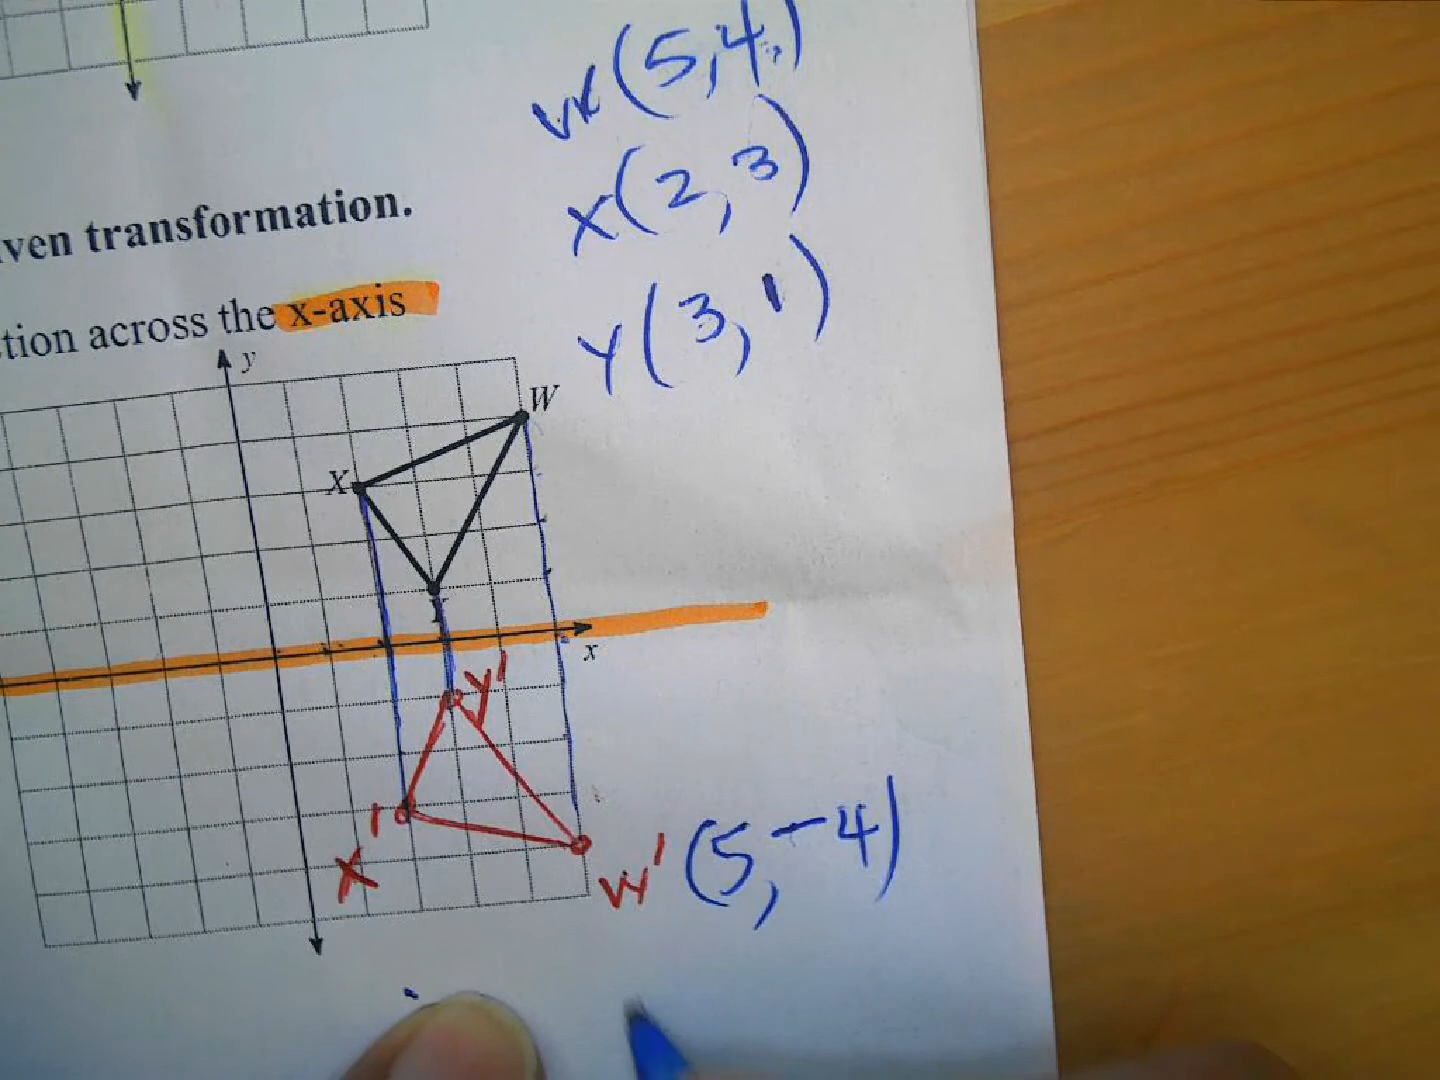 W(5,4)
X(2,3)
Y(3,1)
ven transformation.
tion across the x-axis
y
W
X
Y
x
Y'
X'
W' (5,-4)